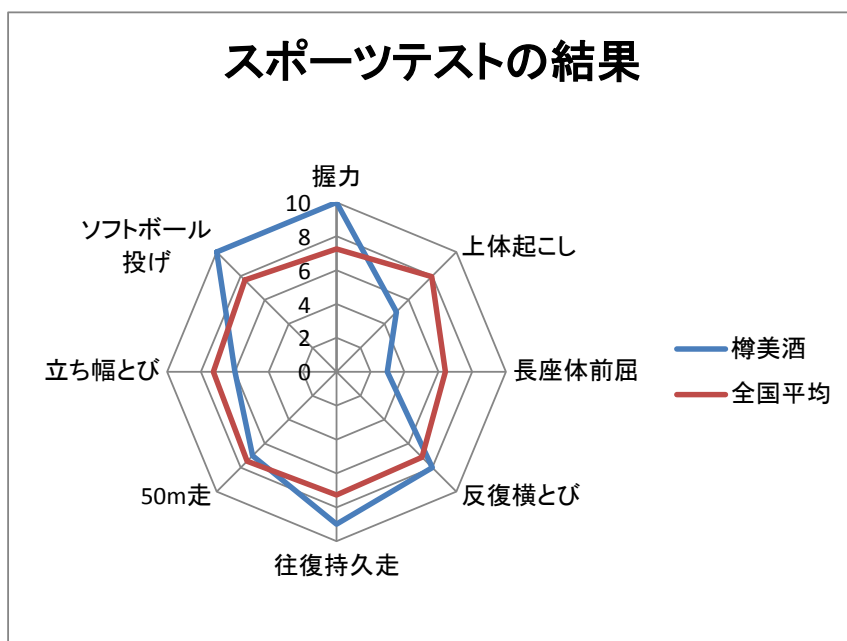 スポーツテストの結果
握力
上体起こし
長座体前屈
反復横とび
往復持久走
50m走
立ち幅とび
ソフトボール
投げ
10
8
6
4
2
0
樽美酒
全国平均